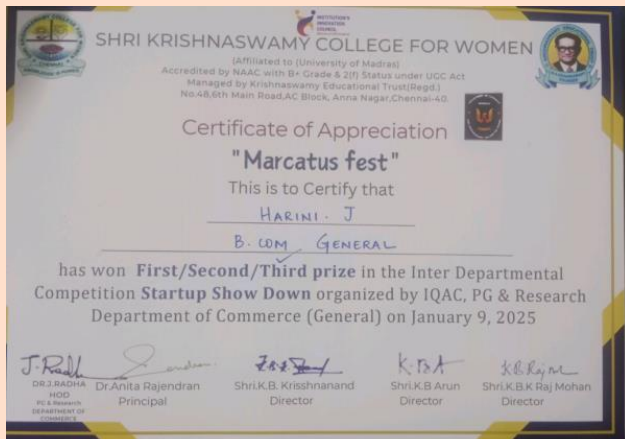 INSTITUTION'S
INNOVATION
COUNCIL
SHRI KRISHNASWAMY COLLEGE FOR WOMEN
(Affiliated to (University of Madras)
Accredited by NAAC with B+ Grade & 2(f) Status under UGC Act
Managed by Krishnaswamy Educational Trust(Regd.)
No.48,6th Main Road,AC Block, Anna Nagar,Chennai-40
Certificate of Appreciation
"Marcatus fest"
This is to Certify that
HARINI. J
B. COM GENERAL
has won First/Second/Third prize in the Inter Departmental
Competition Startup Show Down organized by IQAC, PG & Research
Department of Commerce (General) on January 9, 2025
DR.J.RADHA
HOD
PG & Research
DEPARTMENT OF
COMMERCE
Dr.Anita Rajendran
Principal
Shri.K.B. Krisshnanand
Director
Shri.K.B Arun
Director
Shri.K.B.K Raj Mohan
Director